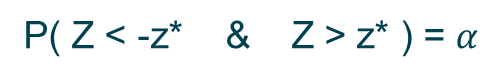 P( Z < -z* & Z > z* ) = α